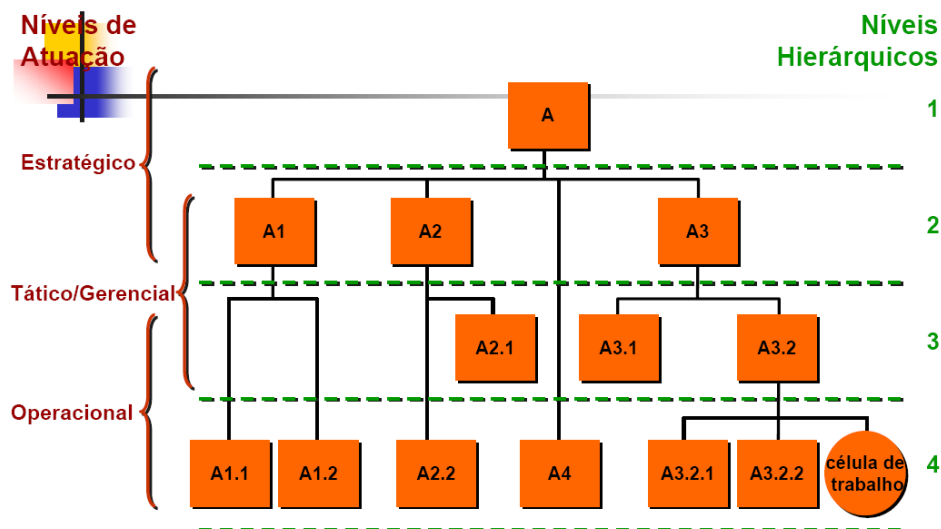 Níveis de
Atuação
Níveis
Hierárquicos
A
1
Estratégico
A1
A2
A3
2
Tático/Gerencial
A2.1
A3.1
A3.2
3
Operacional
A1.1
A1.2
A2.2
A4
A3.2.1
A3.2.2
célula de
trabalho
4